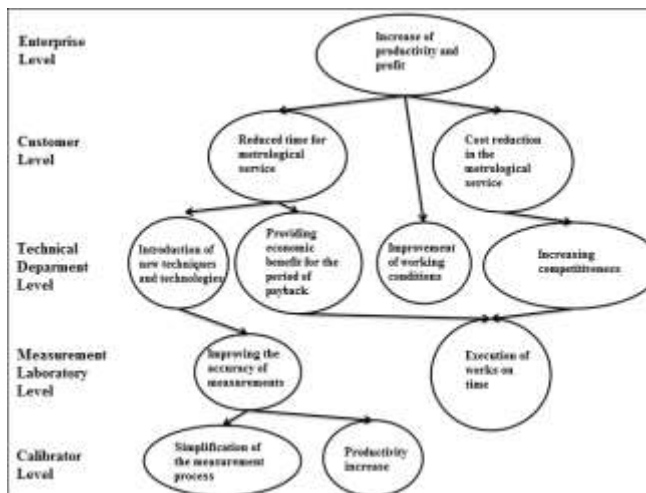 Enterprise
Level
Increase of
productivity and
profit
Customer
Level
Reduced time for
metrological
service
Cost reduction
in the
metrological
service
Technical
Deparment
Level
Introduction of
new techniques
and technologies
Providing
economic
benefit for the
period of
payback
Improvement
of working
conditions
Increasing
competitiveness
Measurement
Laboratory
Level
Improving the
accuracy of
measurements
Execution of
works on
time
Calibrator
Level
Simplification of
the measurement
process
Productivity
increase